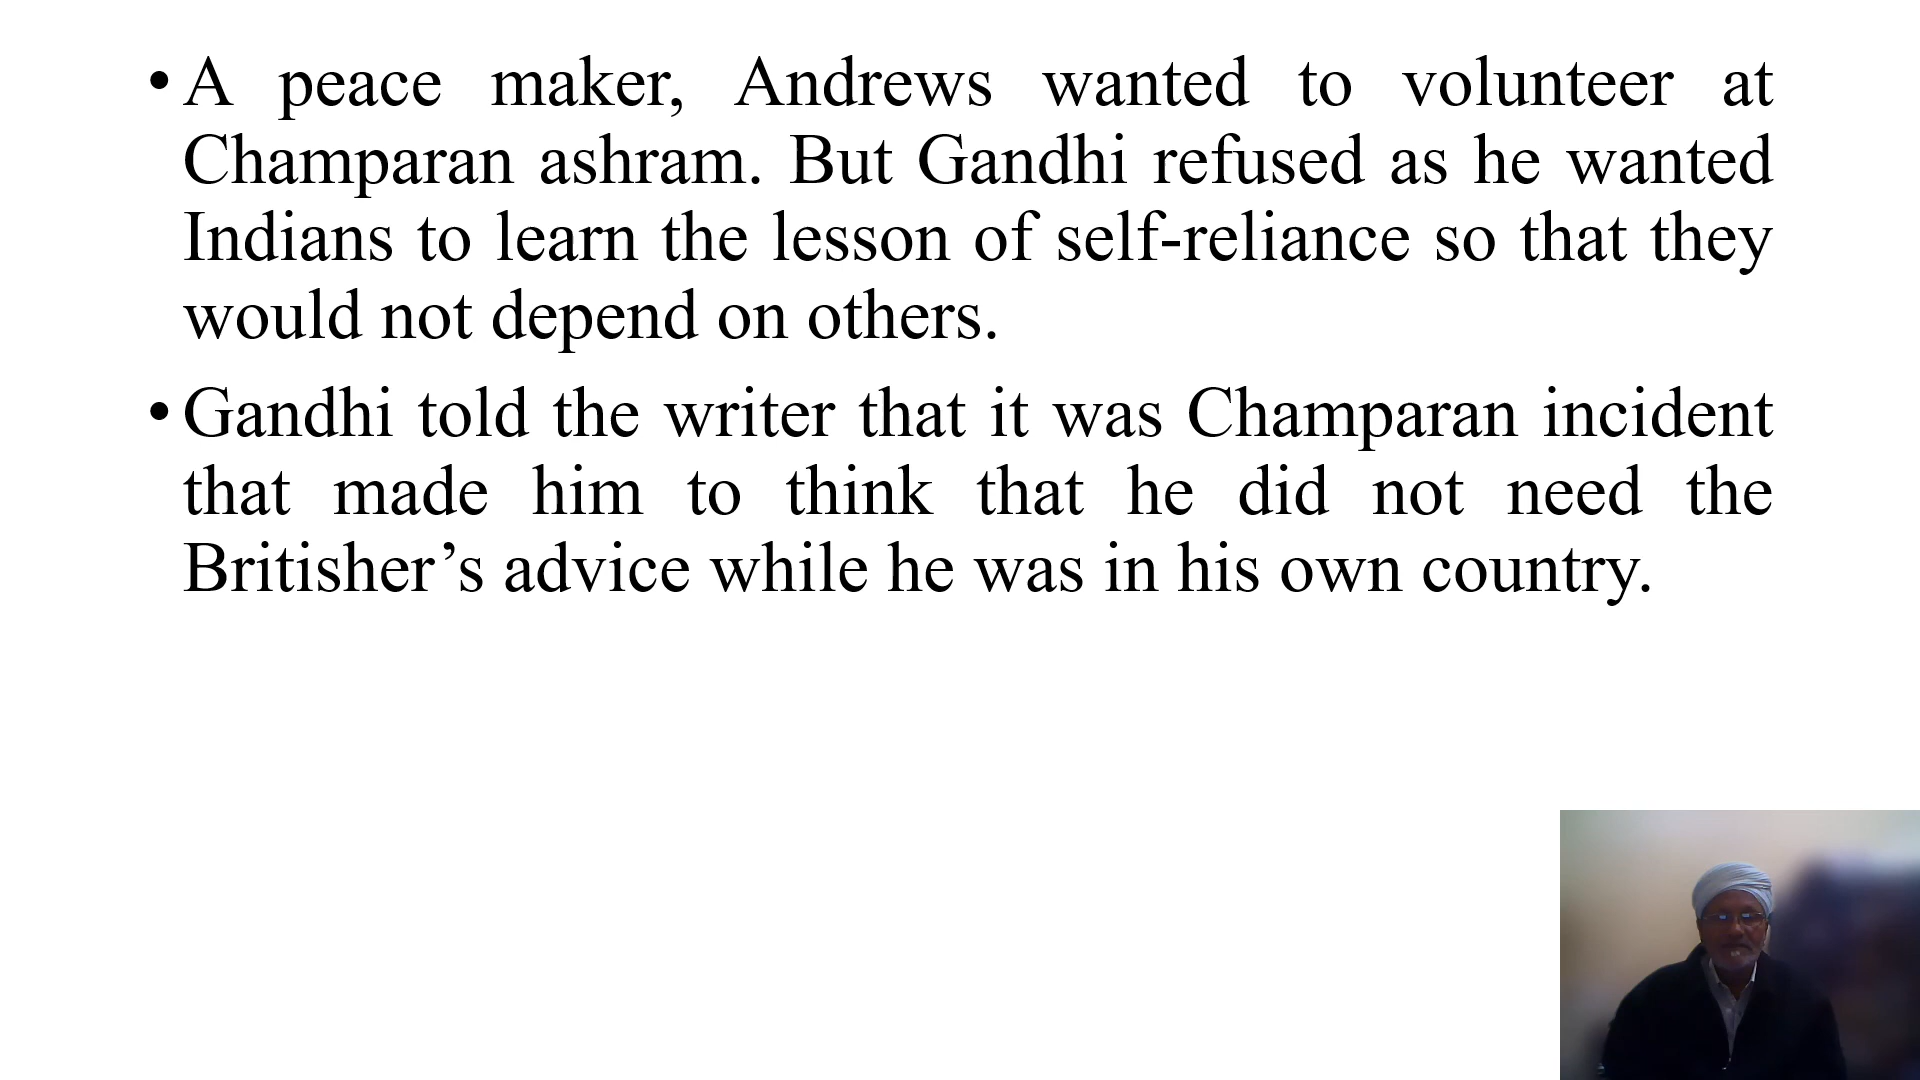 • A peace maker, Andrews wanted to volunteer at
Champaran ashram. But Gandhi refused as he wanted
Indians to learn the lesson of self-reliance so that they
would not depend on others.
• Gandhi told the writer that it was Champaran incident
that made him to think that he did not need the
Britisher’s advice while he was in his own country.